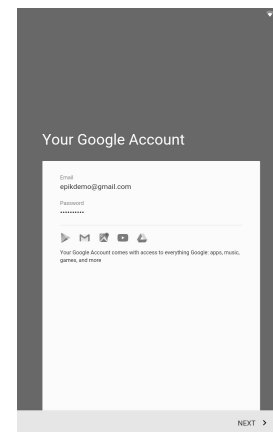 Your Google Account
Email
epikdemo@gmail.com
Password
••••••••••
Your Google Account comes with access to everything Google: apps, music,
games, and more
NEXT